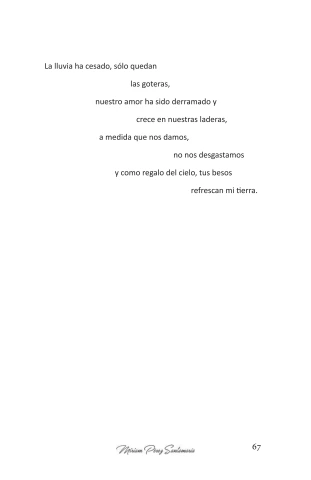 La lluvia ha cesado, sólo quedan
las goteras,
nuestro amor ha sido derramado y
crece en nuestras laderas,
a medida que nos damos,
no nos desgastamos
y como regalo del cielo, tus besos
refrescan mi tierra.
Míriam Pérez Santamaría 67